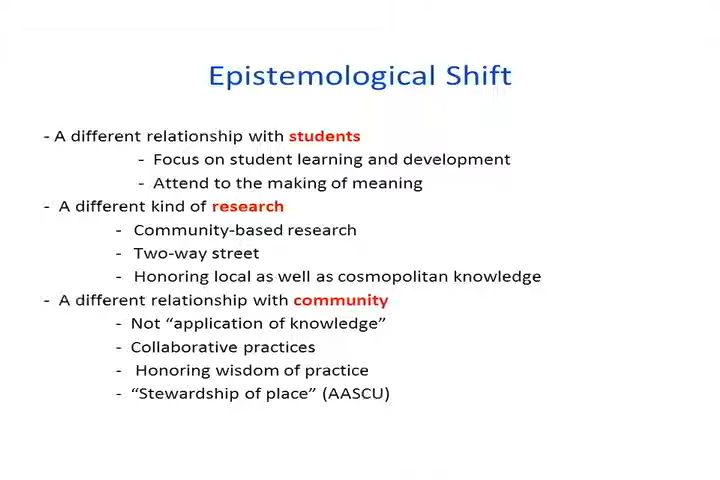 Epistemological Shift
- A different relationship with students
- Focus on student learning and development
- Attend to the making of meaning
- A different kind of research
- Community-based research
- Two-way street
- Honoring local as well as cosmopolitan knowledge
- A different relationship with community
- Not “application of knowledge”
- Collaborative practices
- Honoring wisdom of practice
- “Stewardship of place” (AASCU)